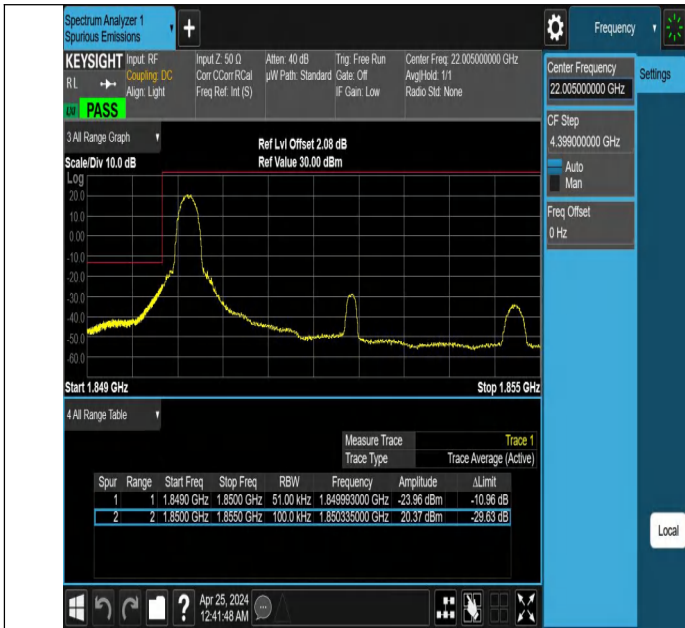 Spectrum Analyzer 1
Spurious Emissions
Frequency
KEYSIGHT
RL
Input: RF
Coupling: DC
Align: Light
Input Z: 50 Ω
Corr CCorr RCal
Freq Ref: Int (S)
Atten: 40 dB
µW Path: Standard
Trig: Free Run
Gate: Off
IF Gain: Low
Center Freq: 22.005000000 GHz
Avg|Hold: 1/1
Radio Std: None
PASS
3 All Range Graph
Ref Lvl Offset 2.08 dB
Scale/Div 10.0 dB
Ref Value 30.00 dBm
Log
20.0
10.0
0.00
-10.0
-20.0
-30.0
-40.0
-50.0
-60.0
Start 1.849 GHz
Stop 1.855 GHz
4 All Range Table
Measure Trace Trace 1
Trace Type Trace Average (Active)
Spur Range Start Freq Stop Freq RBW Frequency Amplitude ΔLimit
1 1 1.8490 GHz 1.8500 GHz 51.00 kHz 1.849993000 GHz -23.96 dBm -10.96 dB
2 2 1.8500 GHz 1.8550 GHz 100.0 kHz 1.850335000 GHz 20.37 dBm -29.63 dB
Apr 25, 2024
12:41:48 AM
Center Frequency
22.005000000 GHz
Settings
CF Step
4.399000000 GHz
Auto
Man
Freq Offset
0 Hz
Local